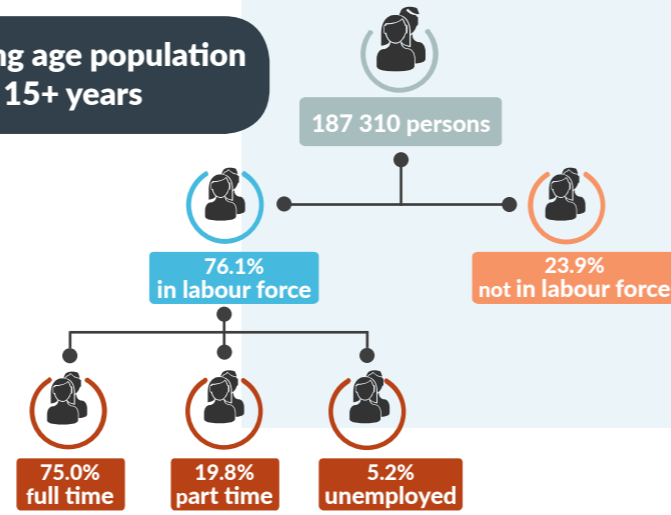 ng age population
15+ years
187 310 persons
76.1%
in labour force
23.9%
not in labour force
75.0%
full time
19.8%
part time
5.2%
unemployed